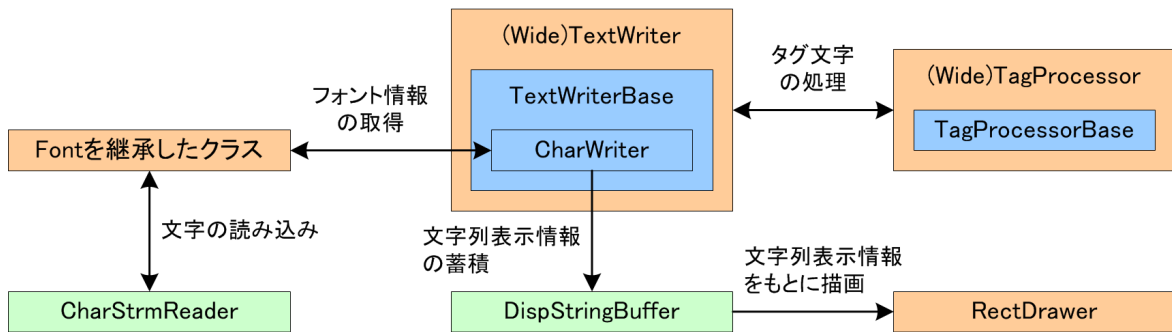 (Wide)TextWriter
TextWriterBase
CharWriter
タグ文字
の処理
(Wide)TagProcessor
TagProcessorBase
フォント情報
の取得
Fontを継承したクラス
文字の読み込み
文字列表示情報
の蓄積
文字列表示情報
をもとに描画
CharStrmReader
DispStringBuffer
RectDrawer